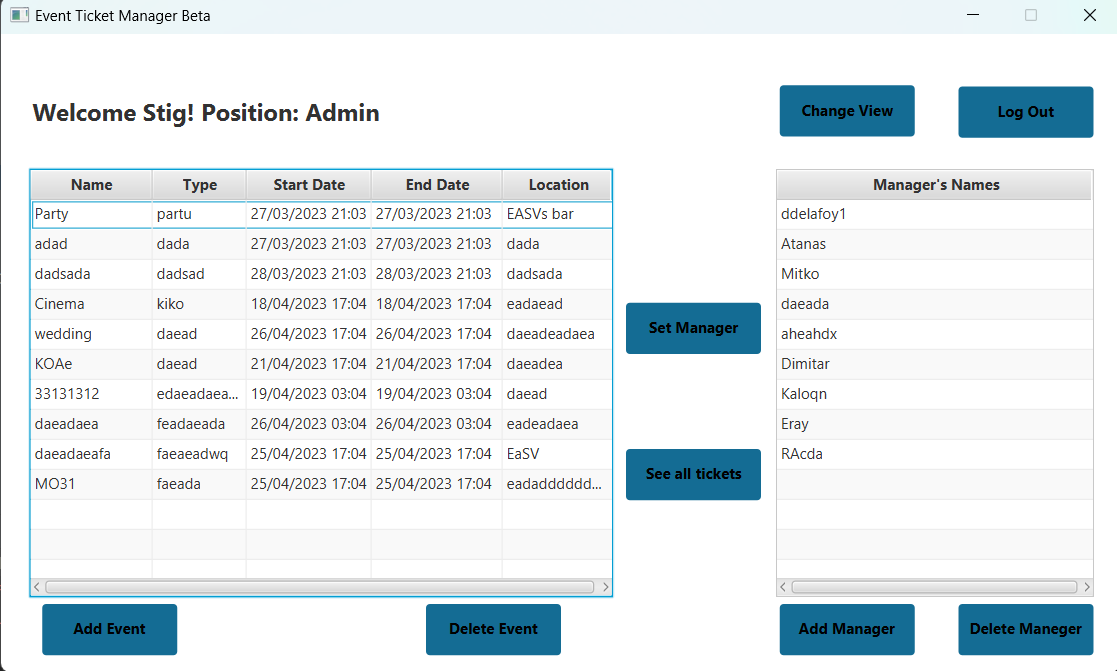 Event Ticket Manager Beta
Welcome Stig! Position: Admin
Change View
Log Out
Name Type Start Date End Date Location
Party partu 27/03/2023 21:03 27/03/2023 21:03 EASVs bar
adad dada 27/03/2023 21:03 27/03/2023 21:03 dada
dadsada dadsad 28/03/2023 21:03 28/03/2023 21:03 dadsada
Cinema kiko 18/04/2023 17:04 18/04/2023 17:04 eadaead
wedding daead 26/04/2023 17:04 26/04/2023 17:04 daeadeadaea
KOAe daead 21/04/2023 17:04 21/04/2023 17:04 daeadea
33131312 edaeadaea... 19/04/2023 03:04 19/04/2023 03:04 daead
daeadaea feadaeada 26/04/2023 03:04 26/04/2023 03:04 eadeadaea
daeadaeafa faeaeadwq 25/04/2023 17:04 25/04/2023 17:04 EaSV
MO31 faeada 25/04/2023 17:04 25/04/2023 17:04 eadadddddd...
Set Manager
See all tickets
Manager's Names
ddelafoy1
Atanas
Mitko
daeada
aheahdx
Dimitar
Kaloqn
Eray
RAcda
Add Event
Delete Event
Add Manager
Delete Maneger